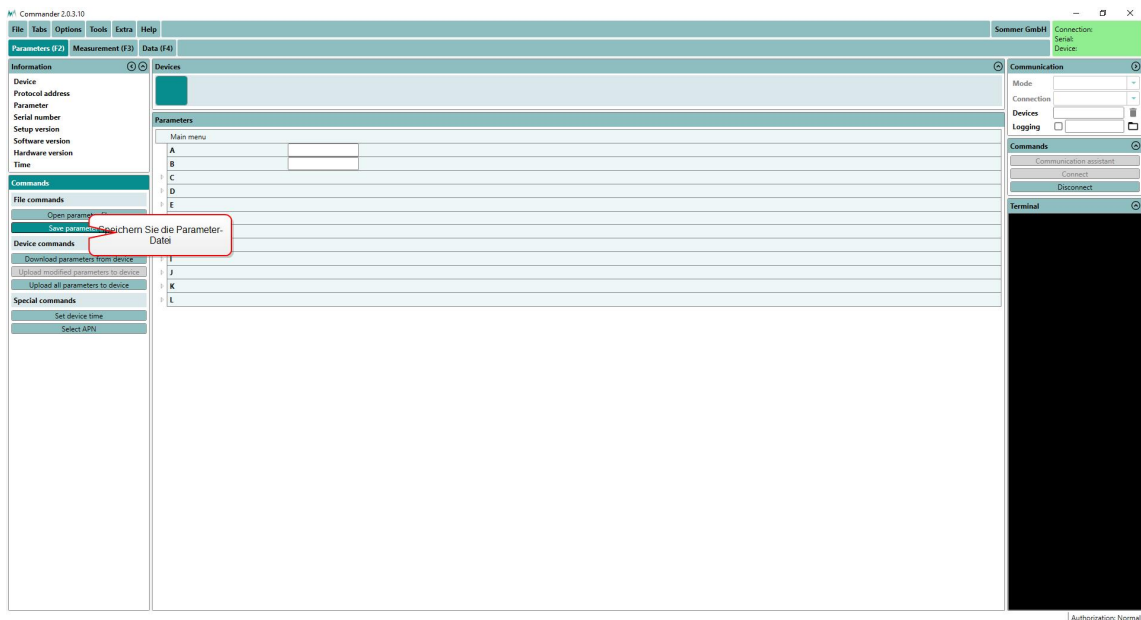 Commander 2.0.3.10
File Tabs Options Tools Extra Help
Sommer GmbH
Connection:
Serial:
Device:
Parameters (F2) Measurement (F3) Data (F4)
Information
Device
Protocol address
Parameter
Serial number
Setup version
Software version
Hardware version
Time
Commands
File commands
Open
Save
Device commands
Download parameters from device
Upload modified parameters to device
Upload all parameters to device
Special commands
Set device time
Select APN
Speichern Sie die Parameter-
Datei
Devices
Parameters
Main menu
A
B
C
D
E
I
J
K
L
Communication
Mode
Connection
Devices
Logging
Commands
Communication assistant
Connect
Disconnect
Terminal
Authorization: Normal